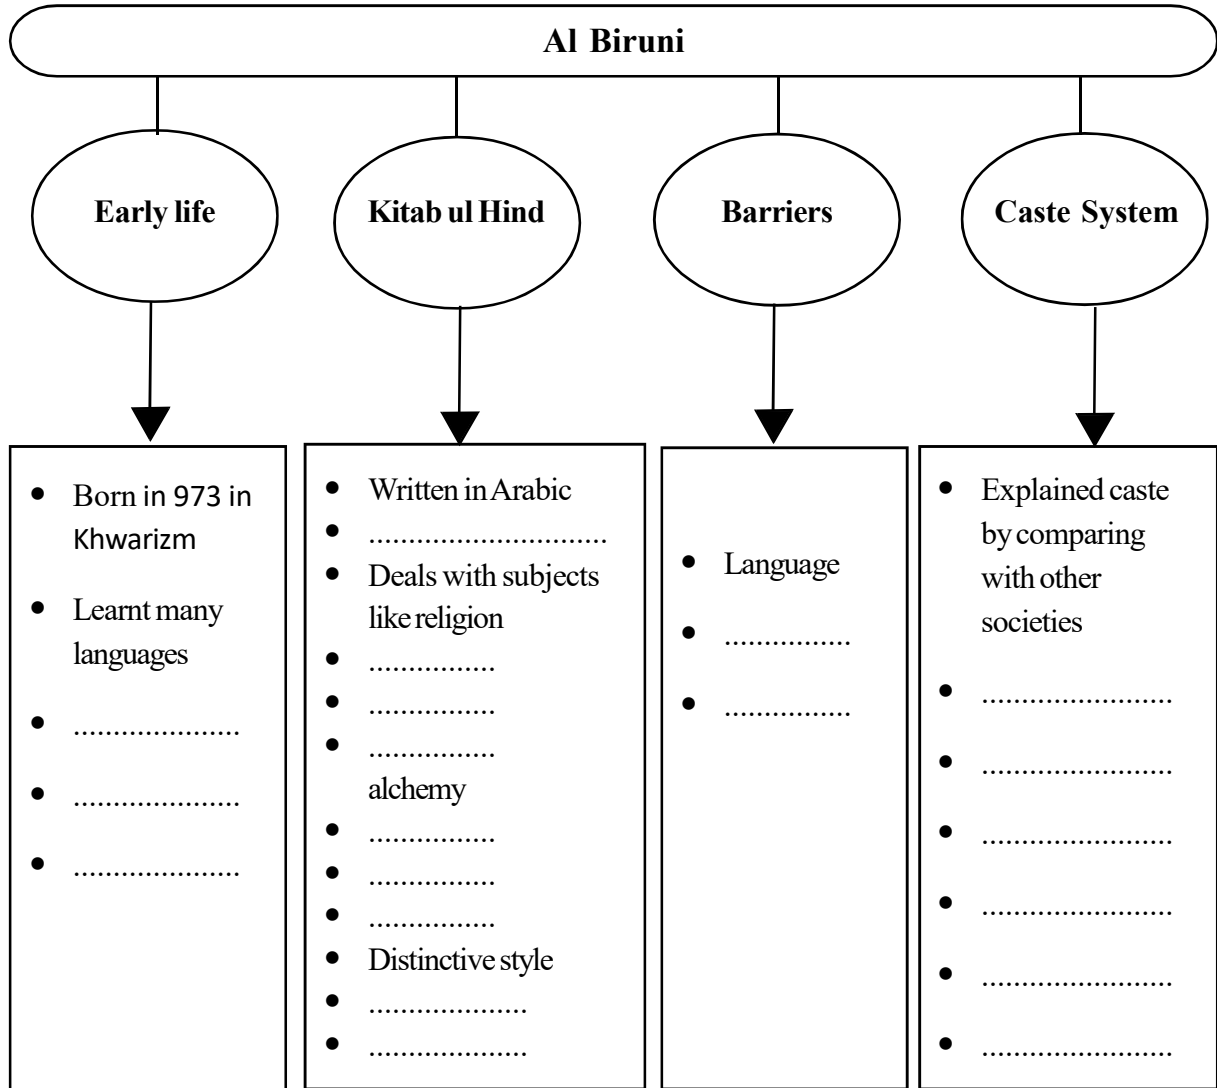 Al Biruni
Early life
Kitab ul Hind
Barriers
Caste System
• Born in 973 in
Khwarizm
• Learnt many
languages
• .....................
• .....................
• .....................
• Written in Arabic
• ..............................
• Deals with subjects
like religion
• ................
• ................
• ................
alchemy
• ................
• ................
• ................
• Distinctive style
• ....................
• ....................
• Language
• ................
• ................
• Explained caste
by comparing
with other
societies
• ........................
• ........................
• ........................
• ........................
• ........................
• ........................